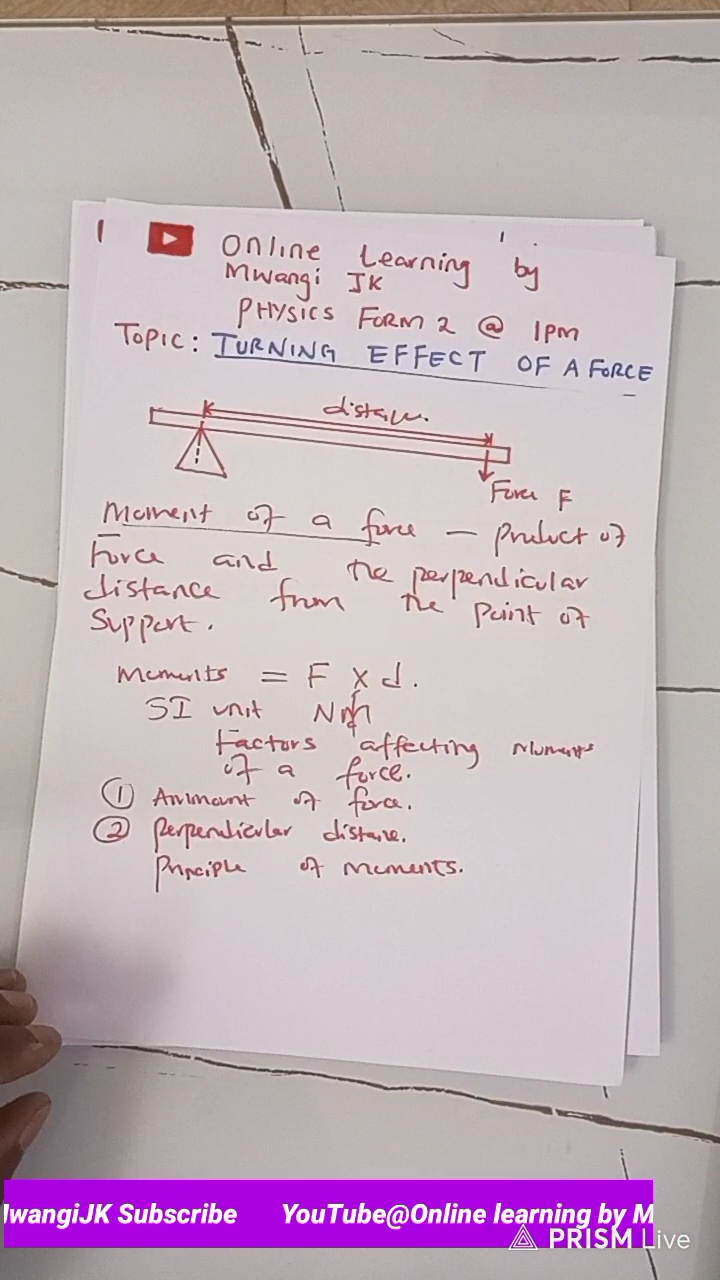 Online Learning by
Mwangi JK
PHYSICS FORM 2 @ 1pm
TOPIC: TURNING EFFECT OF A FORCE
distance.
Force F
Moment of a force – Product of
Force and the perpendicular
distance from the point of
Support.
Moments = F x d.
SI unit Nm
Factors affecting Moments
of a force.
① Ammount of force.
② Perpendicular distance.
Principle of moments.
MwangiJK Subscribe YouTube@Online learning by M
PRISM Live